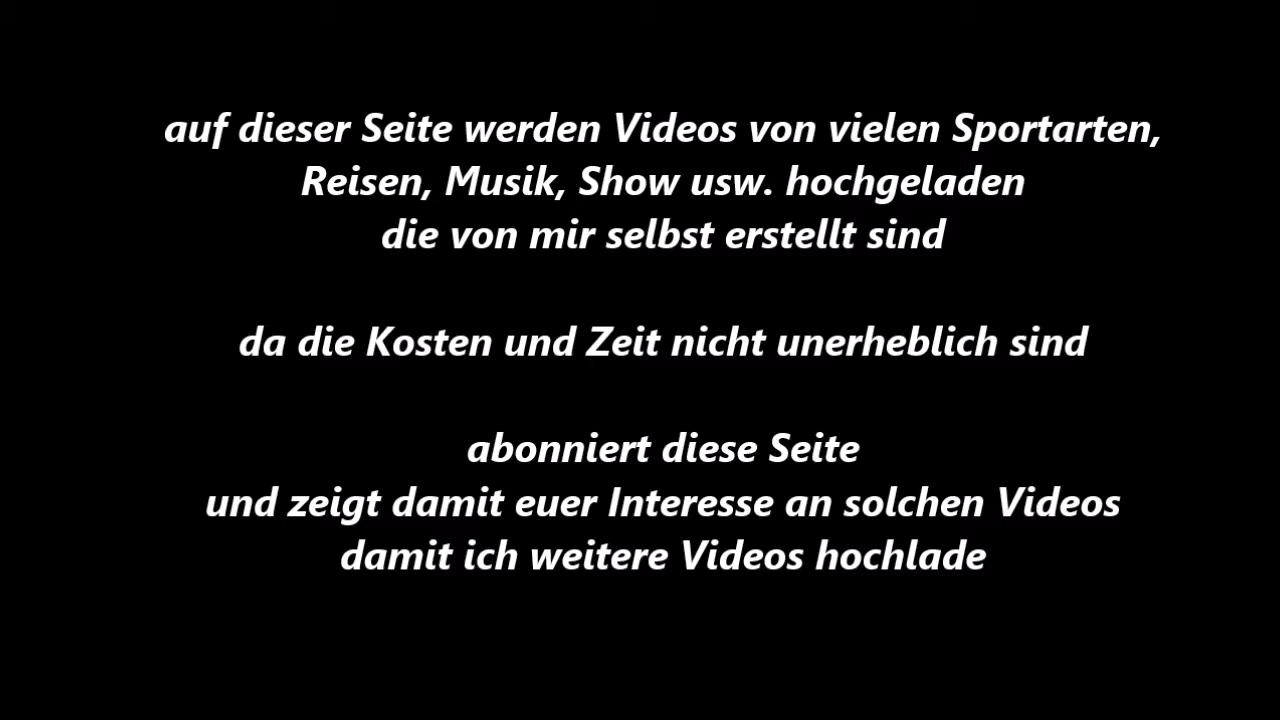 auf dieser Seite werden Videos von vielen Sportarten,
Reisen, Musik, Show usw. hochgeladen
die von mir selbst erstellt sind
da die Kosten und Zeit nicht unerheblich sind
abonniert diese Seite
und zeigt damit euer Interesse an solchen Videos
damit ich weitere Videos hochlade